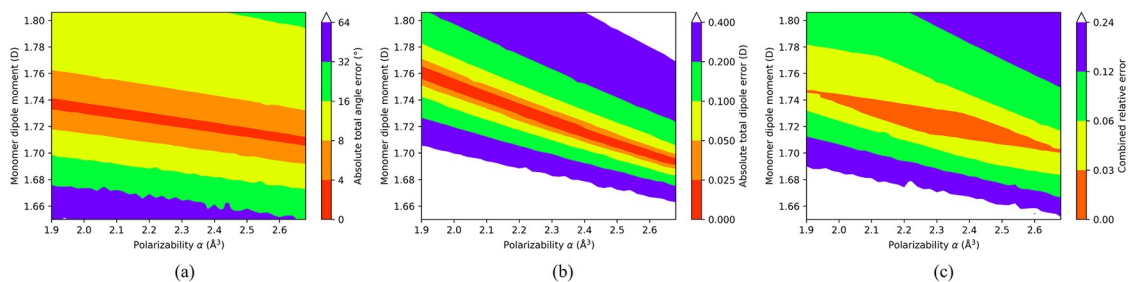 1.80
1.78
1.76
1.74
1.72
1.70
1.68
1.66
Monomer dipole moment (D)
1.9 2.0 2.1 2.2 2.3 2.4 2.5 2.6
Polarizability α (Å³)
64
32
16
8
4
0
Absolute total angle error (°)
(a)
1.80
1.78
1.76
1.74
1.72
1.70
1.68
1.66
Monomer dipole moment (D)
1.9 2.0 2.1 2.2 2.3 2.4 2.5 2.6
Polarizability α (Å³)
0.400
0.200
0.100
0.050
0.025
0.000
Absolute total dipole error (D)
(b)
1.80
1.78
1.76
1.74
1.72
1.70
1.68
1.66
Monomer dipole moment (D)
1.9 2.0 2.1 2.2 2.3 2.4 2.5 2.6
Polarizability α (Å³)
0.24
0.12
0.06
0.03
0.00
Combined relative error
(c)